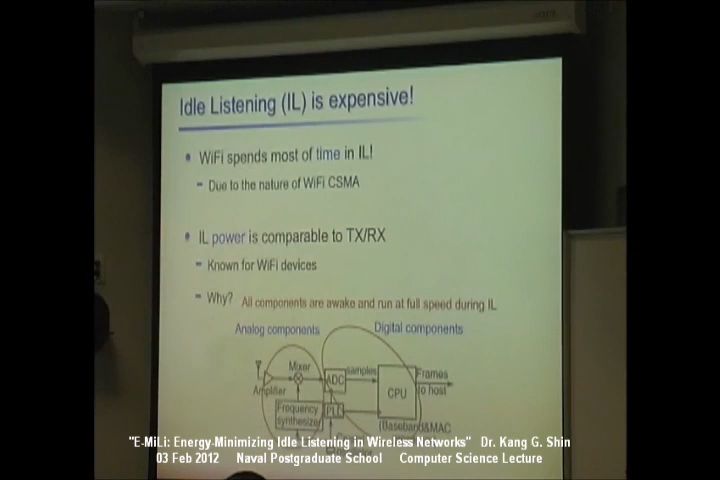 Idle Listening (IL) is expensive!
• WiFi spends most of time in IL!
– Due to the nature of WiFi CSMA
• IL power is comparable to TX/RX
– Known for WiFi devices
– Why? All components are awake and run at full speed during IL
Analog components Digital components
Mixer
Amplifier
ADC
samples
CPU
Frames
to host
Frequency
synthesizer
PLL
(Baseband&MAC
"E-MiLi: Energy-Minimizing Idle Listening in Wireless Networks" Dr. Kang G. Shin
03 Feb 2012 Naval Postgraduate School Computer Science Lecture